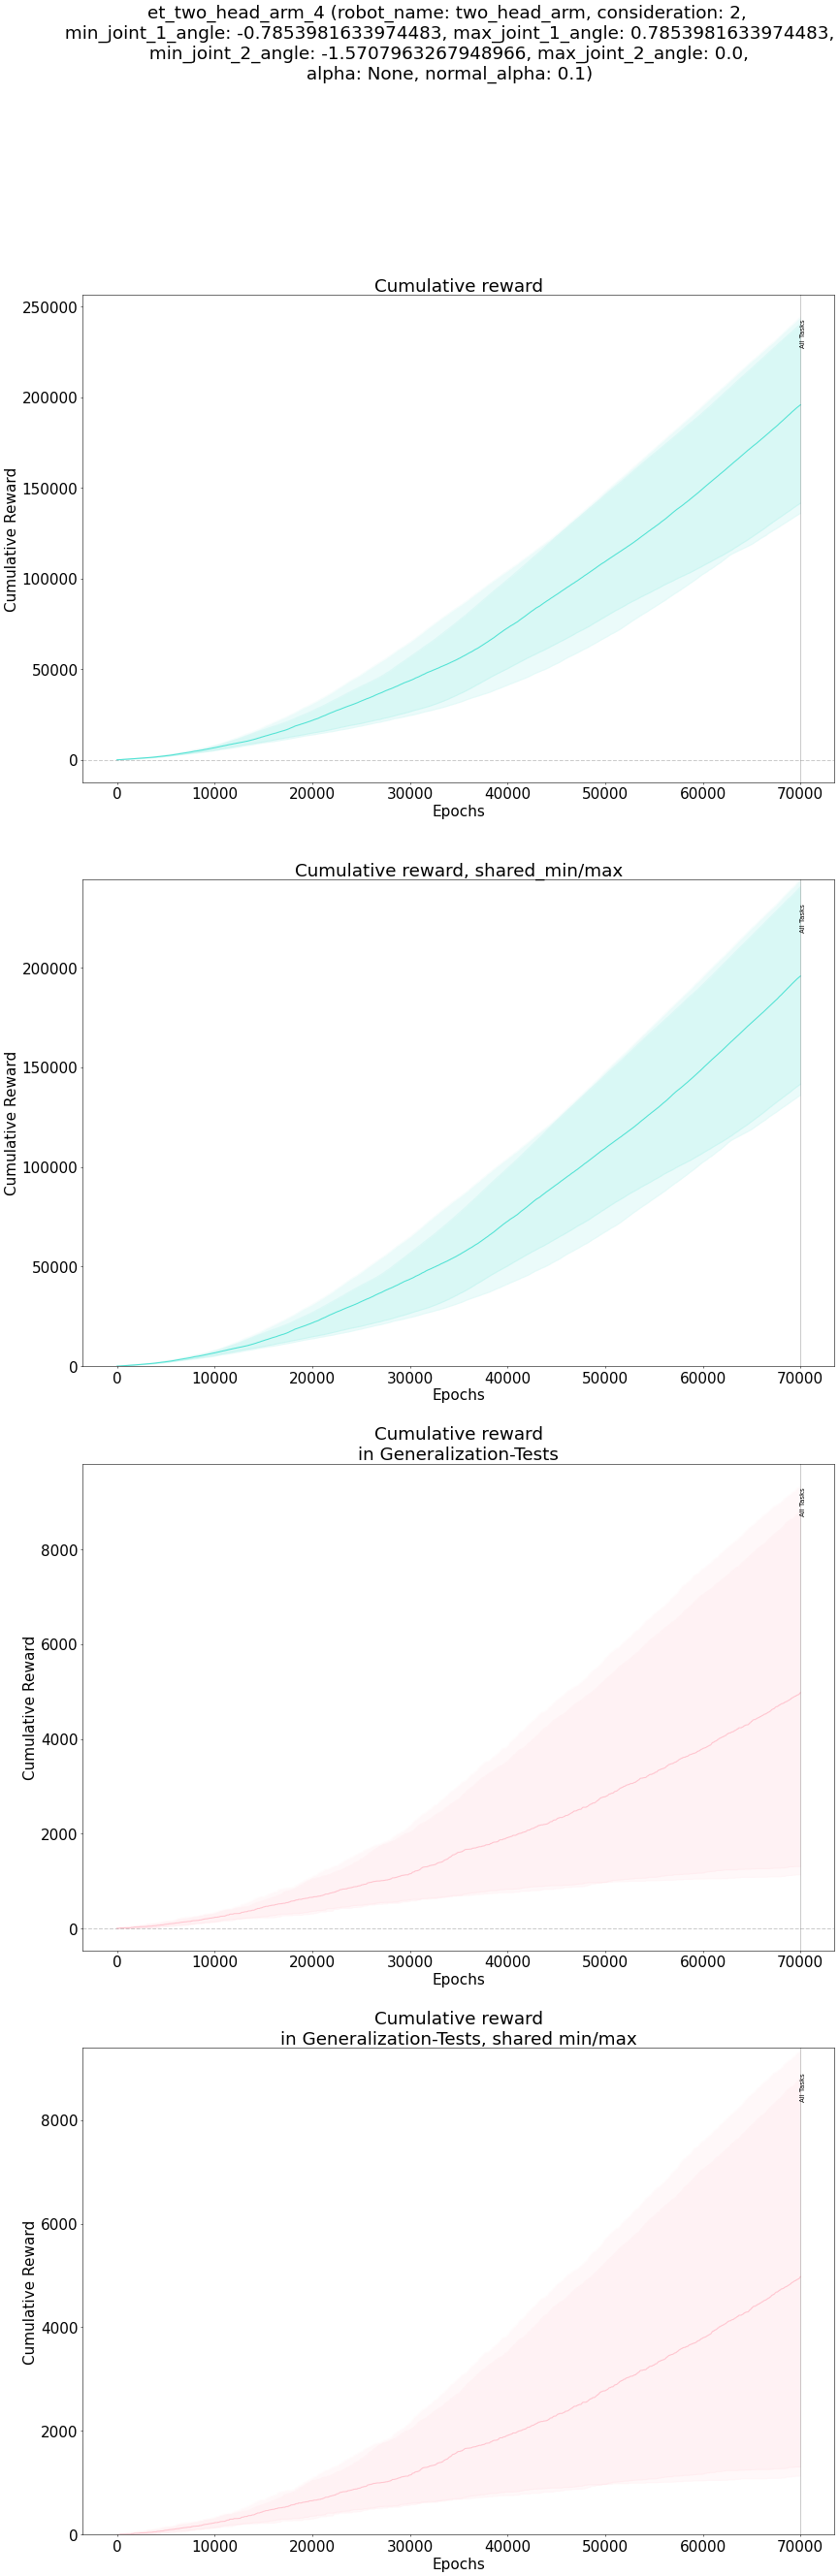 et_two_head_arm_4 (robot_name: two_head_arm, consideration: 2,
min_joint_1_angle: -0.7853981633974483, max_joint_1_angle: 0.7853981633974483,
min_joint_2_angle: -1.5707963267948966, max_joint_2_angle: 0.0,
alpha: None, normal_alpha: 0.1)
Cumulative reward
250000
200000
150000
100000
50000
0
Cumulative Reward
All Tasks
0 10000 20000 30000 40000 50000 60000 70000
Epochs
Cumulative reward, shared_min/max
200000
150000
100000
50000
0
Cumulative Reward
All Tasks
0 10000 20000 30000 40000 50000 60000 70000
Epochs
Cumulative reward
in Generalization-Tests
8000
6000
4000
2000
0
Cumulative Reward
All Tasks
0 10000 20000 30000 40000 50000 60000 70000
Epochs
Cumulative reward
in Generalization-Tests, shared min/max
8000
6000
4000
2000
0
Cumulative Reward
All Tasks
0 10000 20000 30000 40000 50000 60000 70000
Epochs